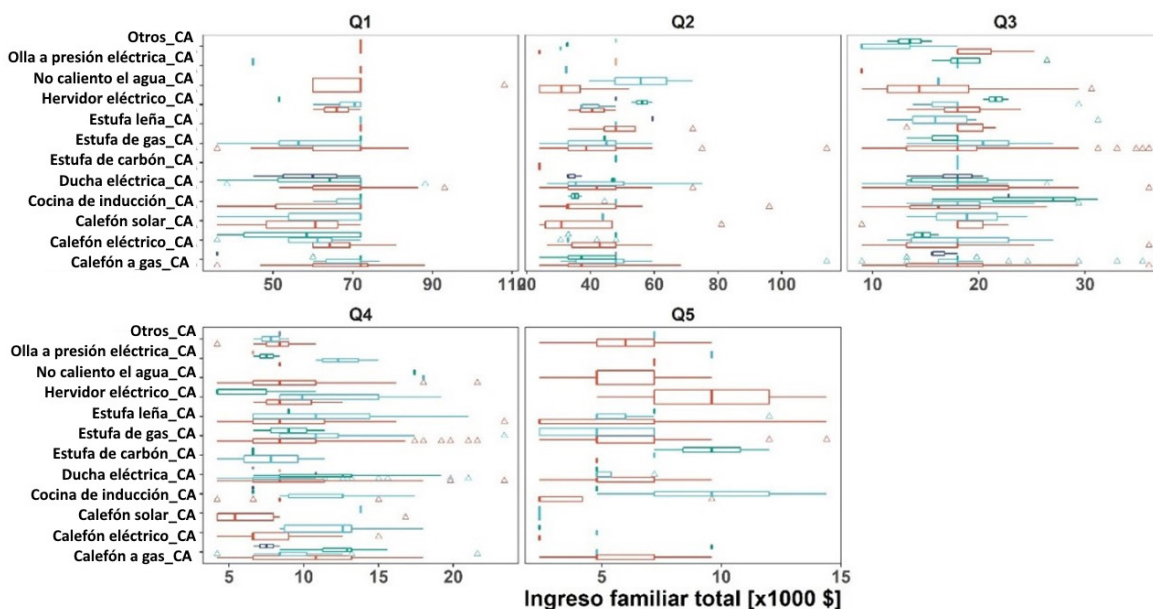 Q1
Q2
Q3
Otros_CA
Olla a presión eléctrica_CA
No caliento el agua_CA
Hervidor eléctrico_CA
Estufa leña_CA
Estufa de gas_CA
Estufa de carbón_CA
Ducha eléctrica_CA
Cocina de inducción_CA
Calefón solar_CA
Calefón eléctrico_CA
Calefón a gas_CA
50 70 90
40 60 80 100
10 20 30
Q4
Q5
Otros_CA
Olla a presión eléctrica_CA
No caliento el agua_CA
Hervidor eléctrico_CA
Estufa leña_CA
Estufa de gas_CA
Estufa de carbón_CA
Ducha eléctrica_CA
Cocina de inducción_CA
Calefón solar_CA
Calefón eléctrico_CA
Calefón a gas_CA
5 10 15 20
5 10 15
Ingreso familiar total [x1000 $]